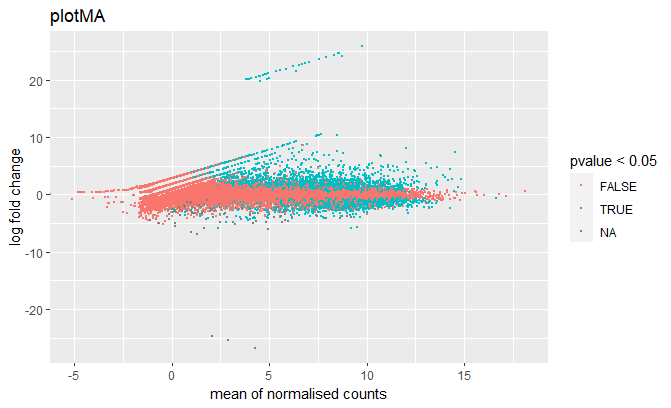 plotMA
log fold change
20
10
0
-10
-20
-5
0
5
10
15
mean of normalised counts
pvalue < 0.05
FALSE
TRUE
NA